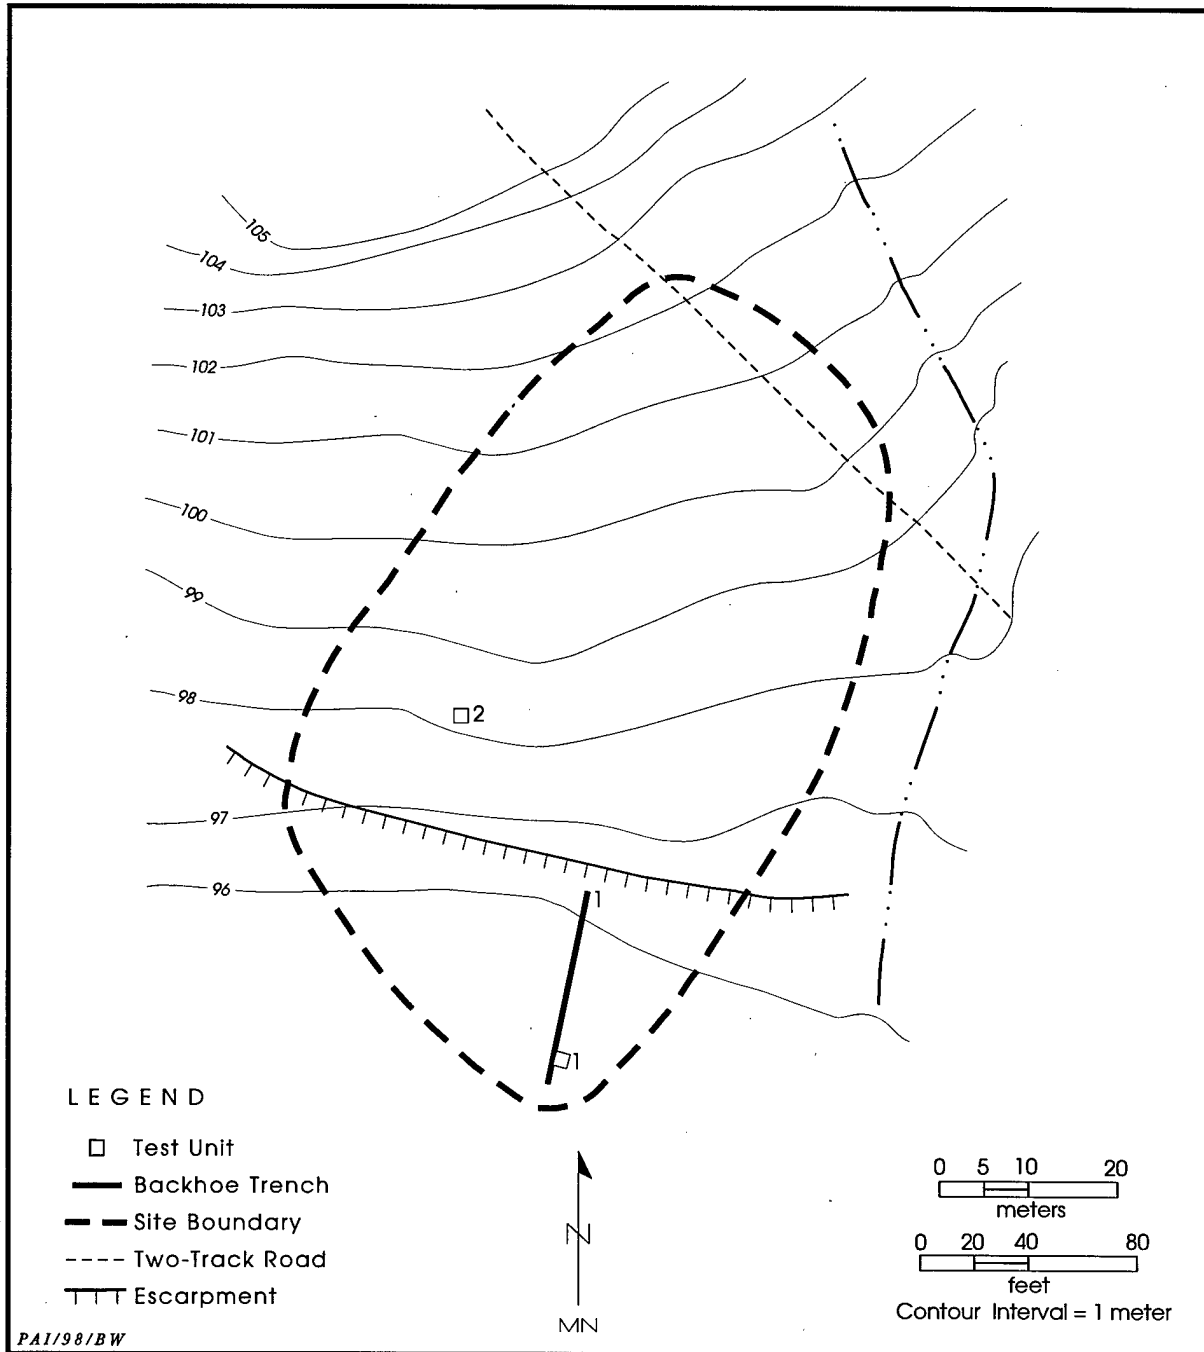 105
104
103
102
101
100
99
98
2
97
96
1
1
LEGEND
Test Unit
Backhoe Trench
Site Boundary
Two-Track Road
Escarpment
PAI/98/BW
N
MN
0 5 10 20
meters
0 20 40 80
feet
Contour Interval = 1 meter